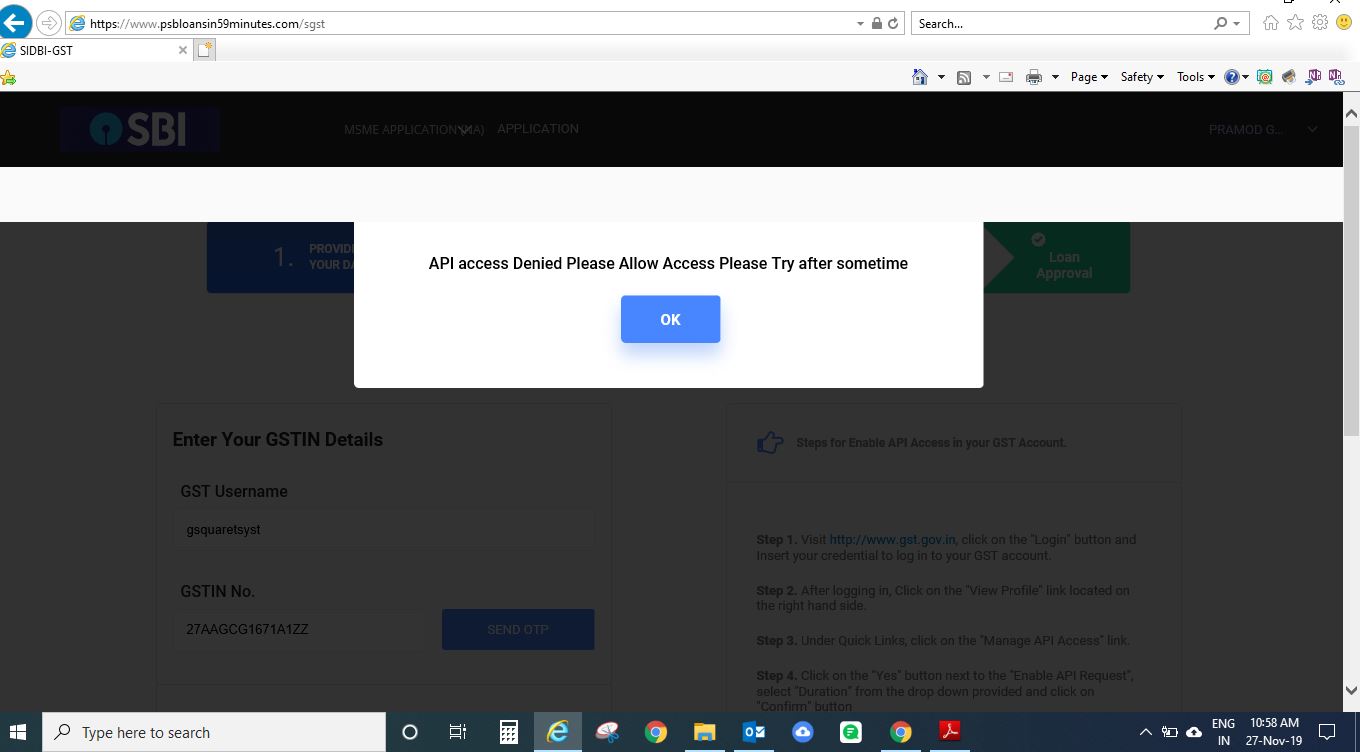 https://www.psbloansin59minutes.com/sgst
Search...
SIDBI-GST
Page Safety Tools
SBI
MSME APPLICATION APPLICATION
PRAMOD G...
1. PROVIDE
YOUR DA
Loan
Approval
API access Denied Please Allow Access Please Try after sometime
OK
Enter Your GSTIN Details
GST Username
gsquaretsyst
GSTIN No.
27AAGCG1671A1ZZ
SEND OTP
Steps for Enable API Access in your GST Account.
Step 1. Visit http://www.gst.gov.in, click on the "Login" button and
Insert your credential to log in to your GST account.
Step 2. After logging in, Click on the "View Profile" link located on
the right hand side.
Step 3. Under Quick Links, click on the "Manage API Access" link.
Step 4. Click on the "Yes" button next to the "Enable API Request",
select "Duration" from the drop down provided and click on
"Confirm" button
Type here to search
ENG
IN
10:58 AM
27-Nov-19